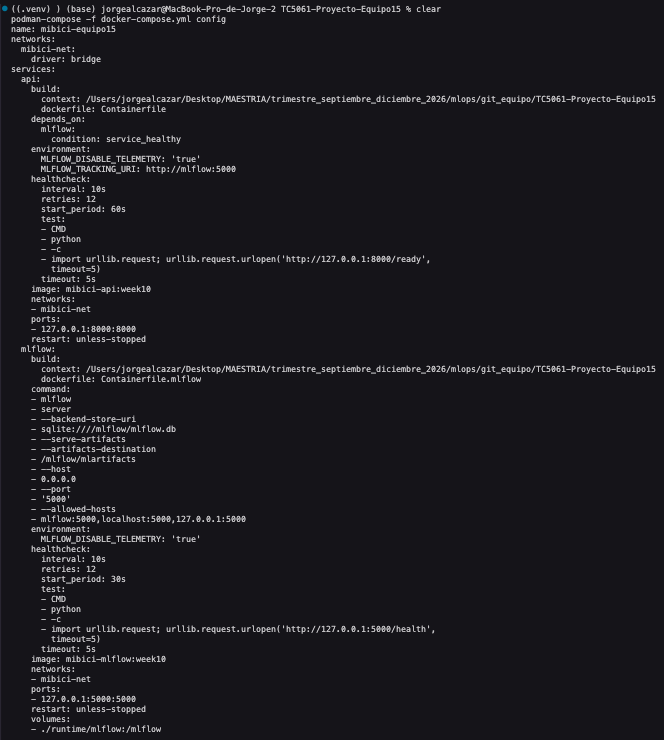 ((.venv) ) (base) jorgealcazar@MacBook-Pro-de-Jorge-2 TC5061-Proyecto-Equipo15 % clear
podman-compose -f docker-compose.yml config
name: mibici-equipo15
networks:
  mibici-net:
    driver: bridge
services:
  api:
    build:
      context: /Users/jorgealcazar/Desktop/MAESTRIA/trimestre_septiembre_diciembre_2026/mlops/git_equipo/TC5061-Proyecto-Equipo15
      dockerfile: Containerfile
    depends_on:
      mlflow:
        condition: service_healthy
    environment:
      MLFLOW_DISABLE_TELEMETRY: 'true'
      MLFLOW_TRACKING_URI: http://mlflow:5000
    healthcheck:
      interval: 10s
      retries: 12
      start_period: 60s
      test:
      - CMD
      - python
      - -c
      - import urllib.request; urllib.request.urlopen('http://127.0.0.1:8000/ready',
        timeout=5)
      timeout: 5s
    image: mibici-api:week10
    networks:
    - mibici-net
    ports:
    - 127.0.0.1:8000:8000
    restart: unless-stopped
  mlflow:
    build:
      context: /Users/jorgealcazar/Desktop/MAESTRIA/trimestre_septiembre_diciembre_2026/mlops/git_equipo/TC5061-Proyecto-Equipo15
      dockerfile: Containerfile.mlflow
    command:
    - mlflow
    - server
    - --backend-store-uri
    - sqlite:////mlflow/mlflow.db
    - --serve-artifacts
    - --artifacts-destination
    - /mlflow/mlartifacts
    - --host
    - 0.0.0.0
    - --port
    - '5000'
    - --allowed-hosts
    - mlflow:5000,localhost:5000,127.0.0.1:5000
    environment:
      MLFLOW_DISABLE_TELEMETRY: 'true'
    healthcheck:
      interval: 10s
      retries: 12
      start_period: 30s
      test:
      - CMD
      - python
      - -c
      - import urllib.request; urllib.request.urlopen('http://127.0.0.1:5000/health',
        timeout=5)
      timeout: 5s
    image: mibici-mlflow:week10
    networks:
    - mibici-net
    ports:
    - 127.0.0.1:5000:5000
    restart: unless-stopped
    volumes:
    - ./runtime/mlflow:/mlflow